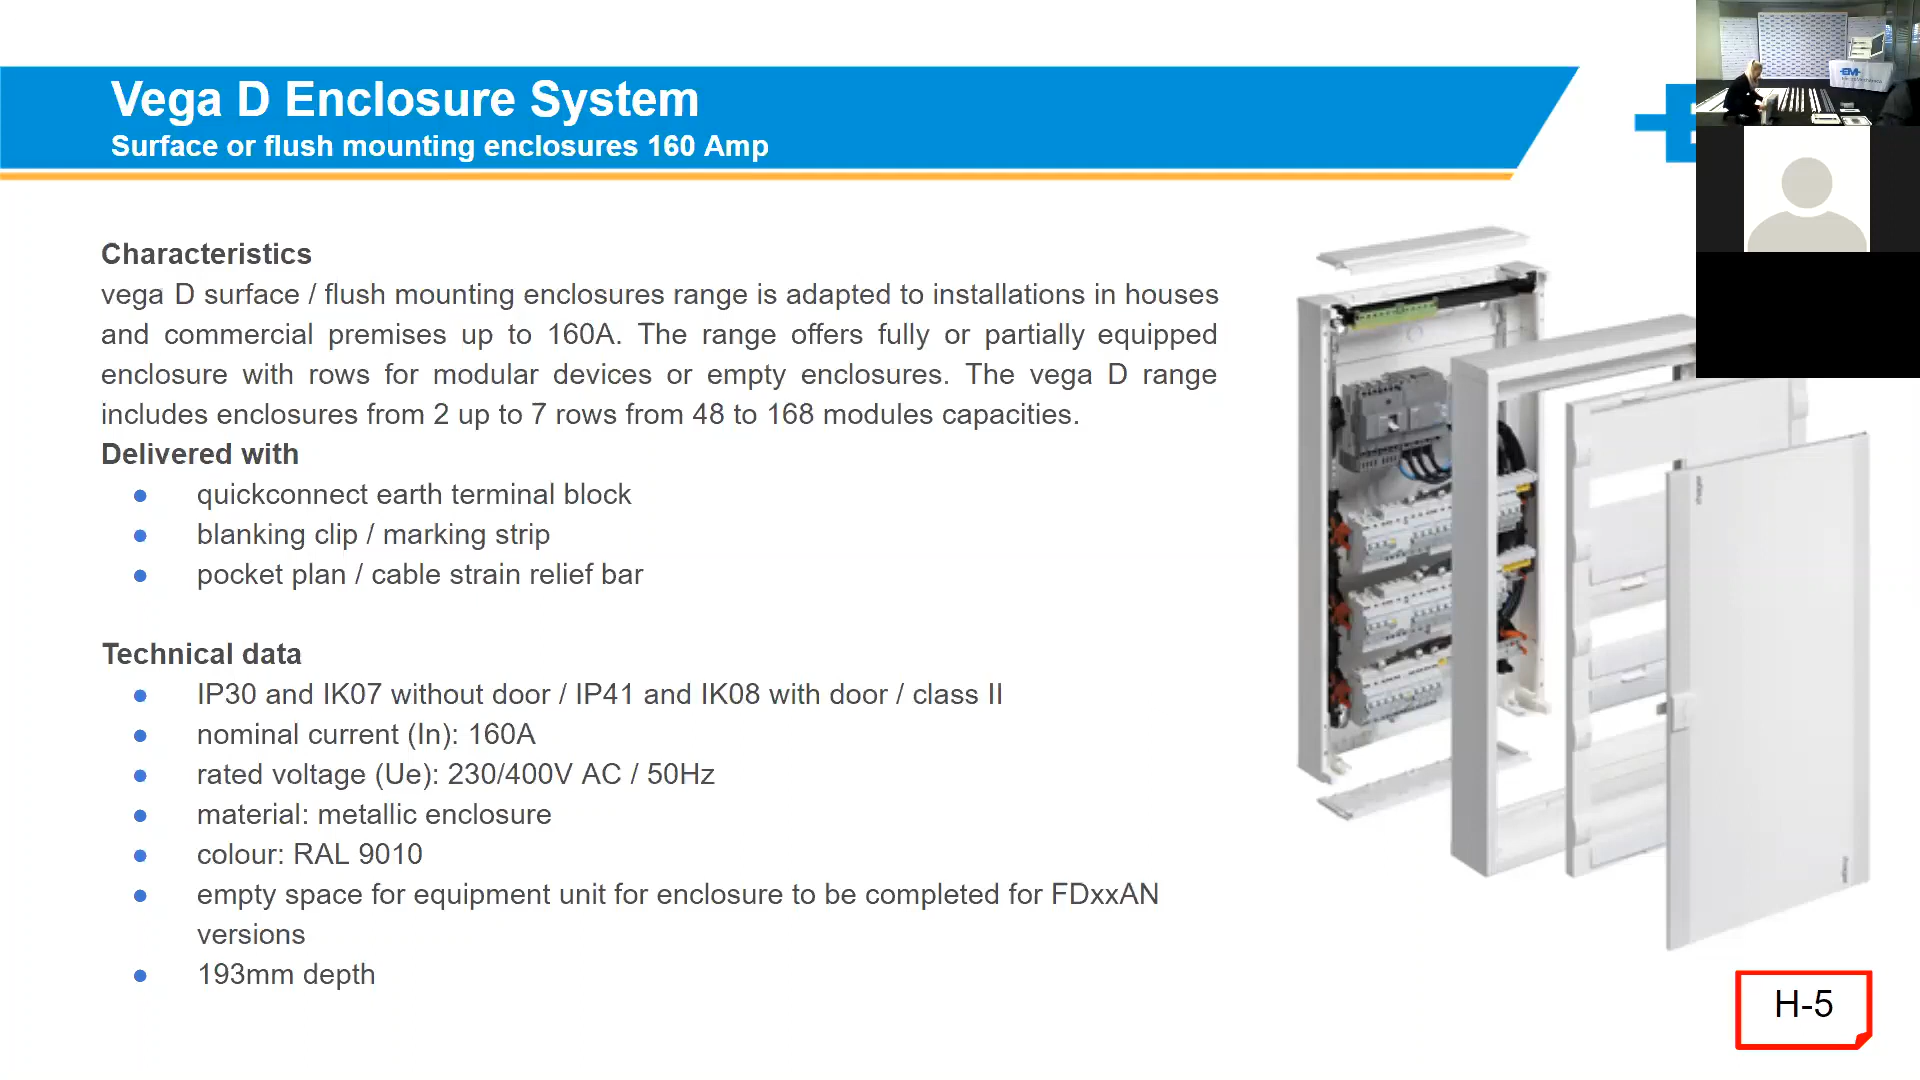 Vega D Enclosure System
Surface or flush mounting enclosures 160 Amp
EM
Characteristics
vega D surface / flush mounting enclosures range is adapted to installations in houses
and commercial premises up to 160A. The range offers fully or partially equipped
enclosure with rows for modular devices or empty enclosures. The vega D range
includes enclosures from 2 up to 7 rows from 48 to 168 modules capacities.
Delivered with
quickconnect earth terminal block
blanking clip / marking strip
pocket plan / cable strain relief bar
Technical data
IP30 and IK07 without door / IP41 and IK08 with door / class II
nominal current (In): 160A
rated voltage (Ue): 230/400V AC / 50Hz
material: metallic enclosure
colour: RAL 9010
empty space for equipment unit for enclosure to be completed for FDxxAN
versions
193mm depth
:hager
:hager
H-5